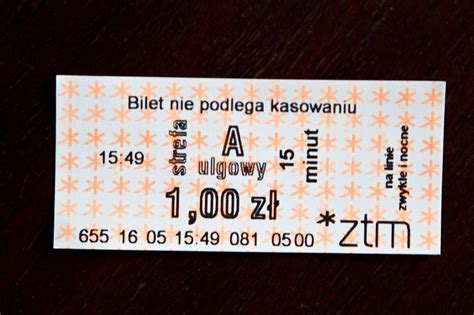 Bilet nie podlega kasowaniu
15:49
strefa
A
ulgowy
15
minut
na linie
zwykłe i nocne
1,00 zł
*ztm
655 16 05 15:49 081 0500